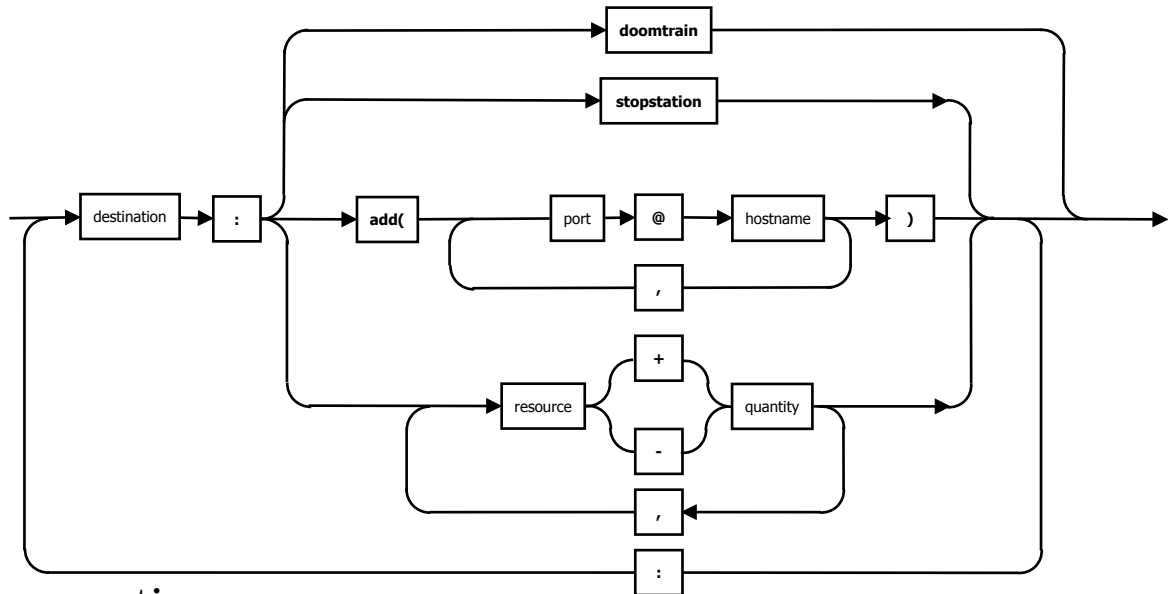 doomtrain
stopstation
destination : add( port @ hostname )
,
+
resource quantity
-
,
: